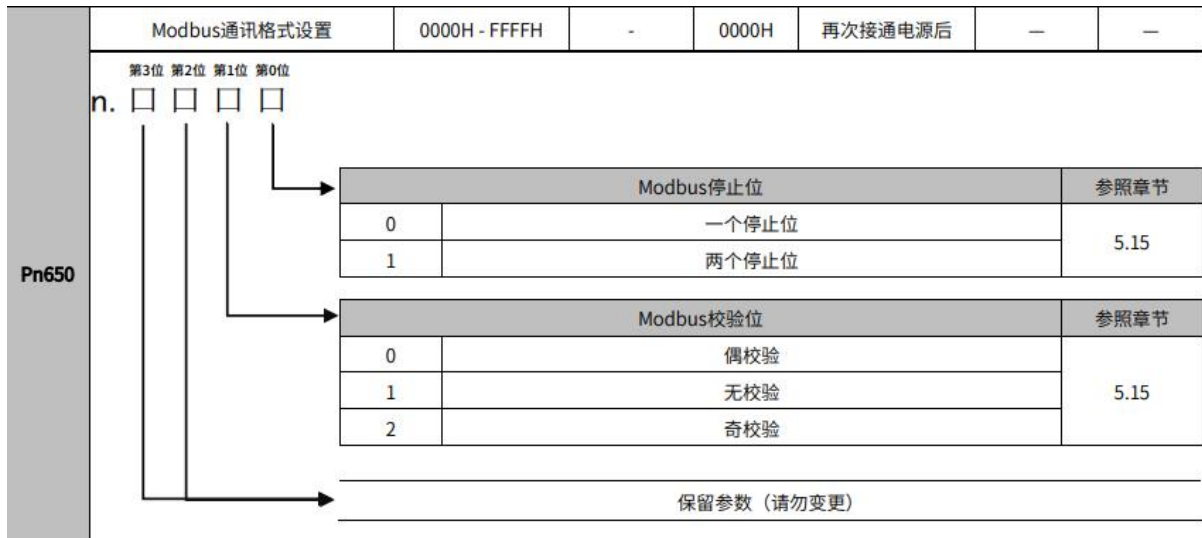 Modbus通讯格式设置 0000H - FFFFH - 0000H 再次接通电源后 — —
第3位 第2位 第1位 第0位
n. 口 口 口 口
Modbus停止位 参照章节
0 一个停止位 5.15
1 两个停止位
Pn650
Modbus校验位 参照章节
0 偶校验
1 无校验 5.15
2 奇校验
保留参数（请勿变更）